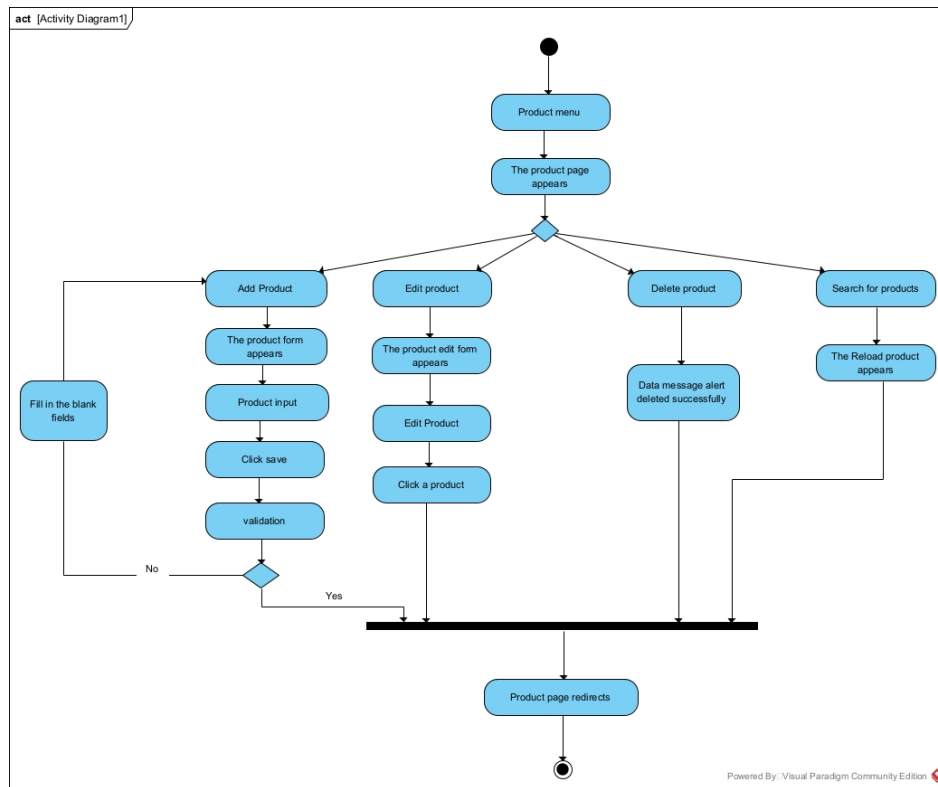 act [Activity Diagram1]
Product menu
The product page
appears
Add Product
Edit product
Delete product
Search for products
The product form
appears
The product edit form
appears
The Reload product
appears
Fill in the blank
fields
Product input
Data message alert
deleted successfully
Edit Product
Click save
Click a product
validation
No
Yes
Product page redirects
Powered By Visual Paradigm Community Edition